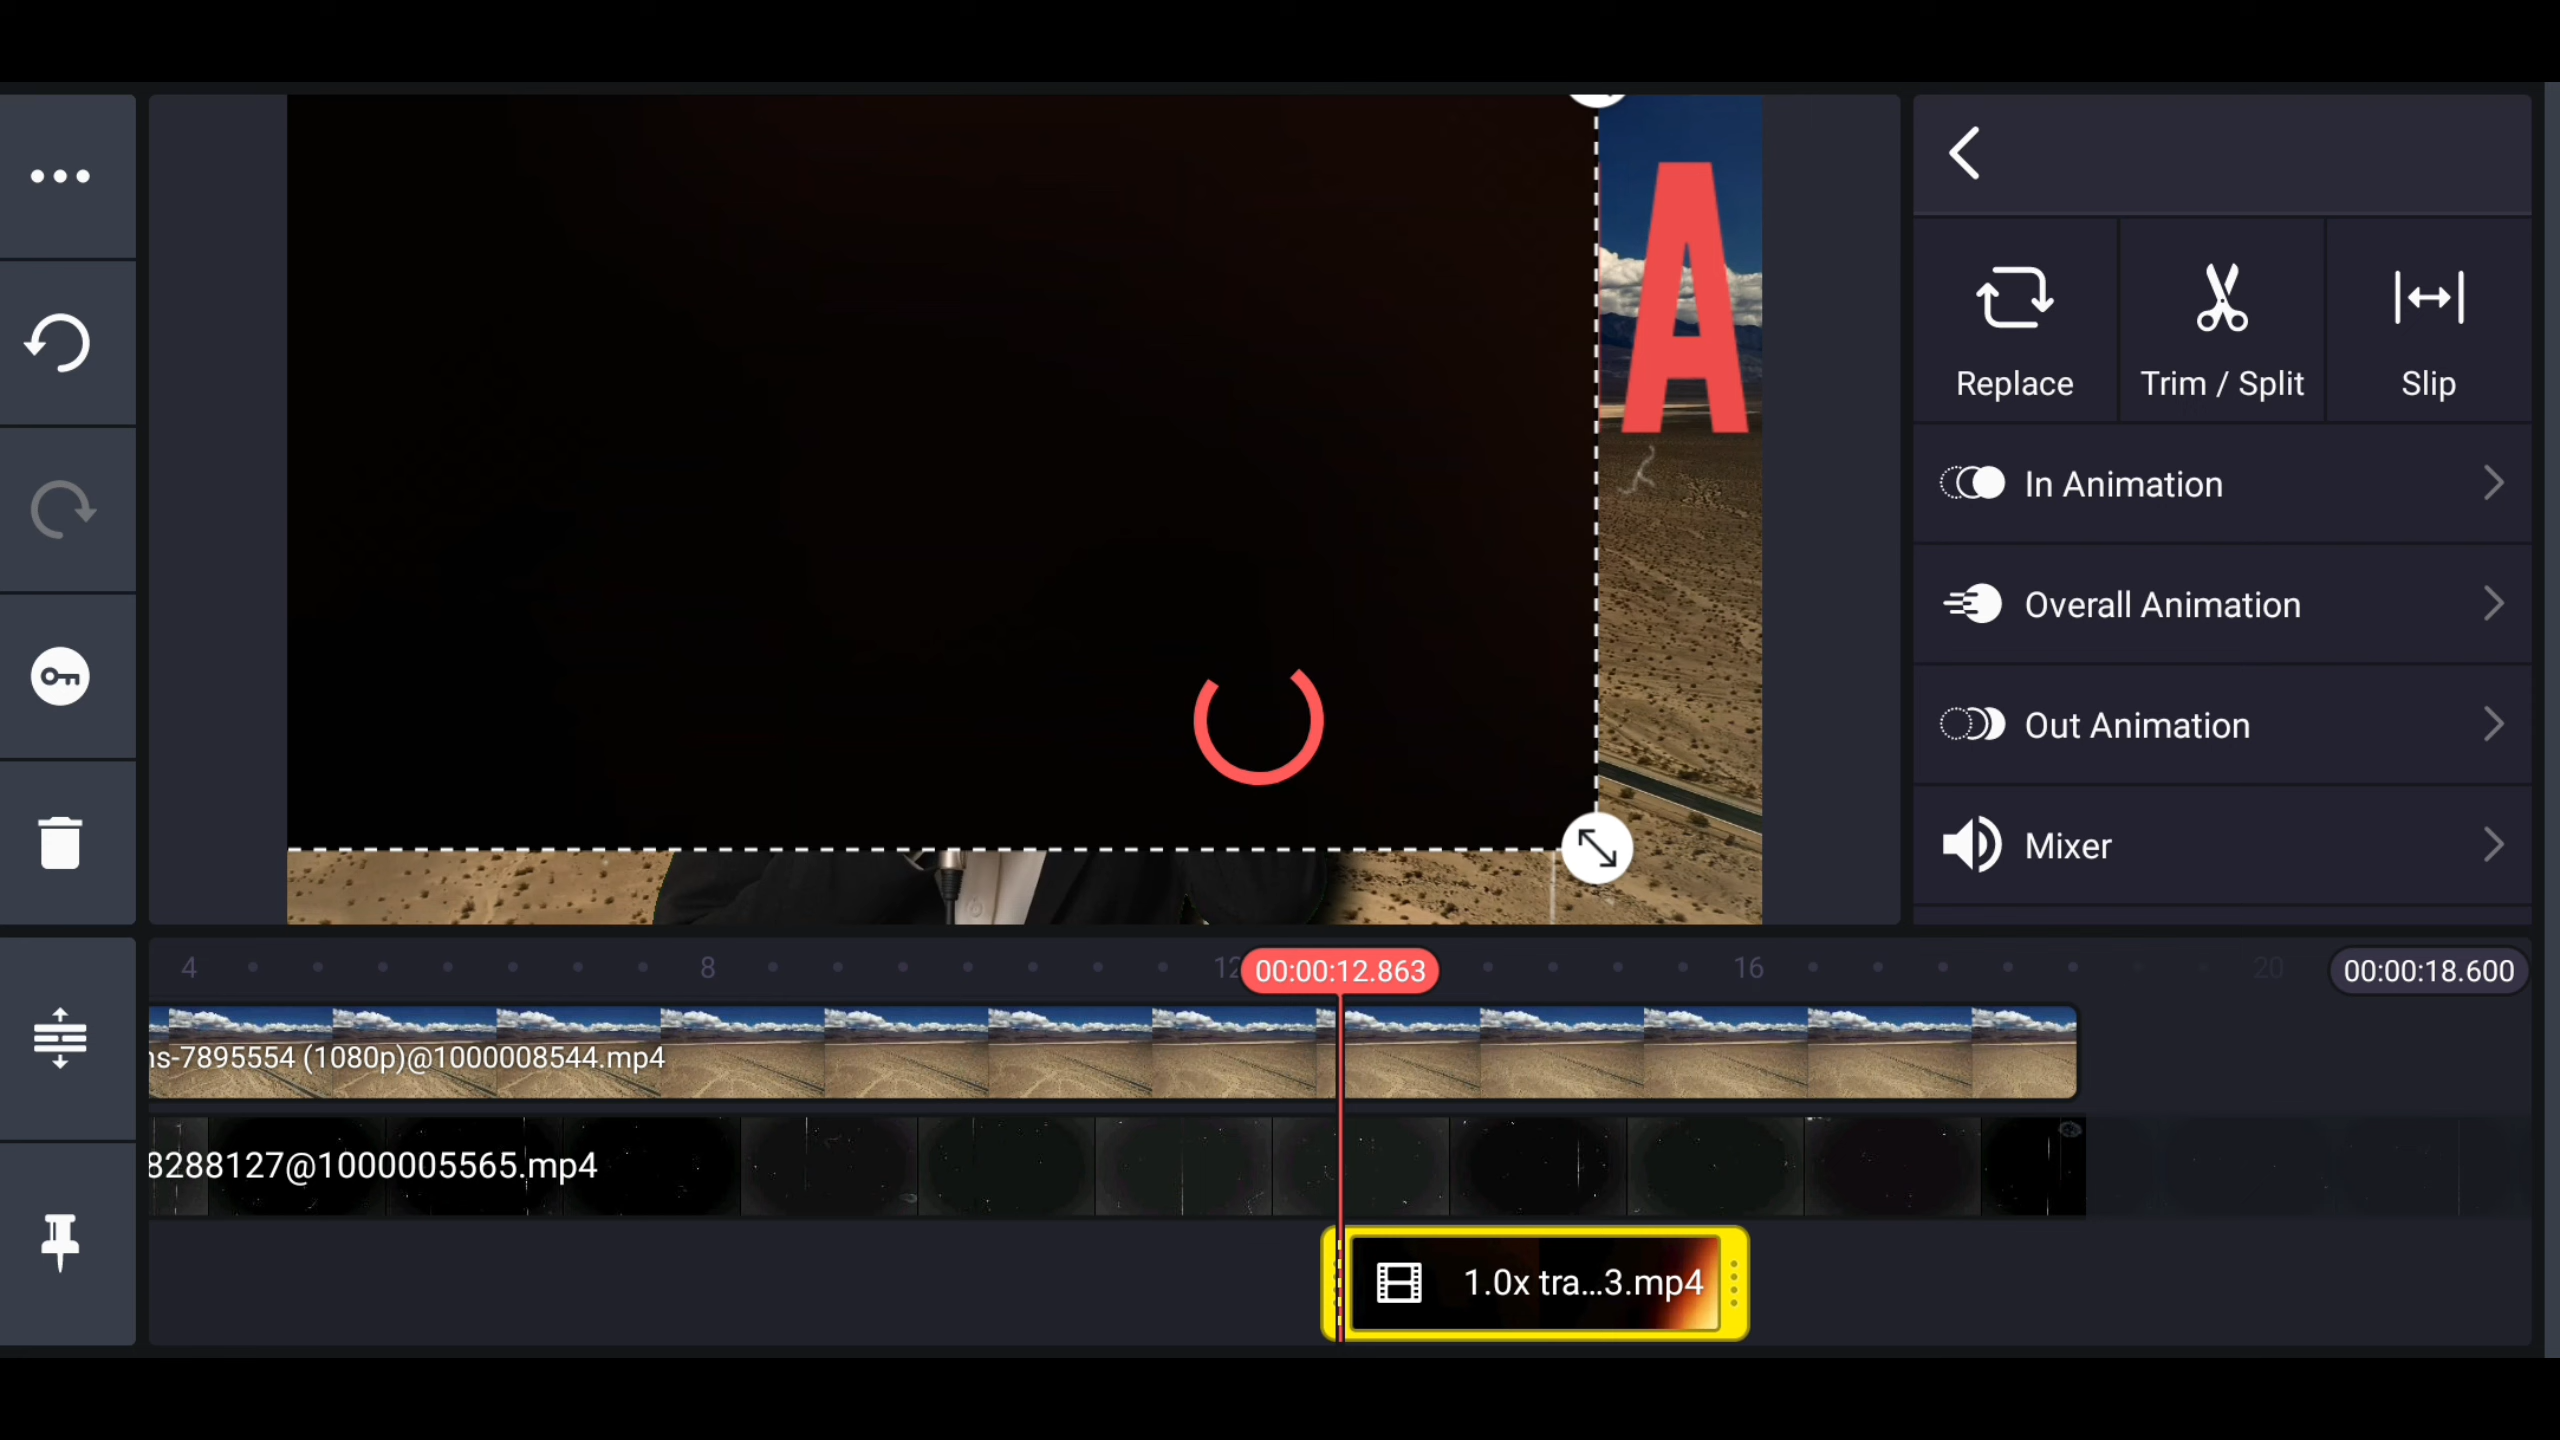 A
Replace
Trim / Split
Slip
In Animation
Overall Animation
Out Animation
Mixer
4
8
12
00:00:12.863
16
20
00:00:18.600
ns-7895554 (1080p)@1000008544.mp4
8288127@1000005565.mp4
1.0x tra...3.mp4